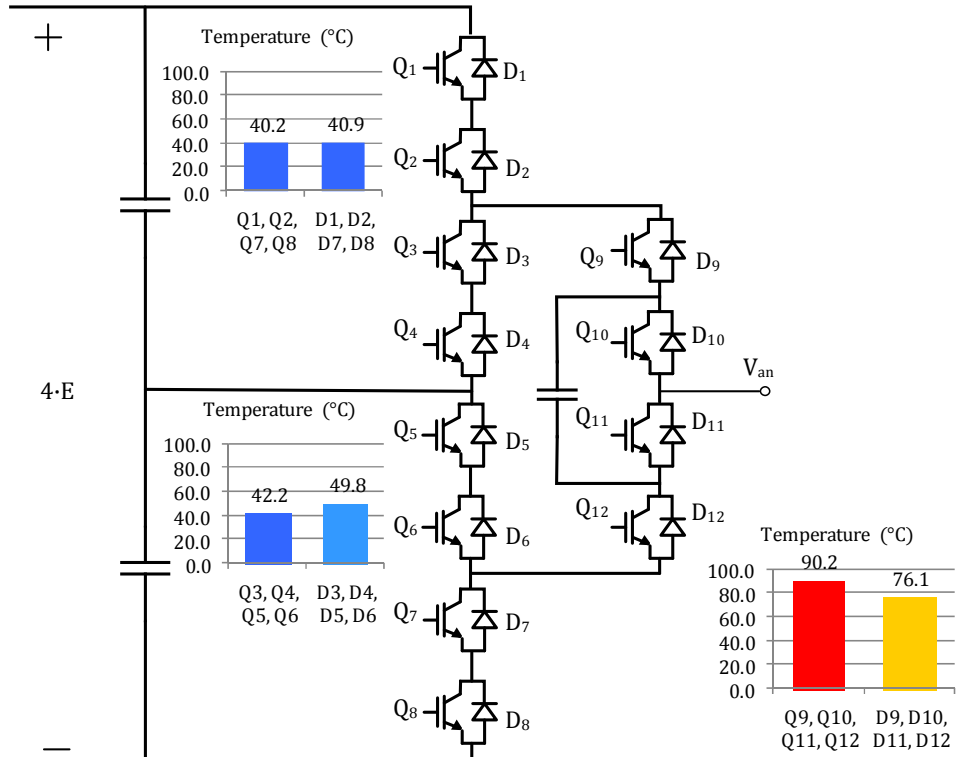 +
Temperature (°C)
100.0
80.0
60.0
40.0
20.0
0.0
40.2
40.9
Q1, Q2,
Q7, Q8
D1, D2,
D7, D8
Q1
D1
Q2
D2
Q3
D3
Q4
D4
Q9
D9
Q10
D10
Van
4·E
Temperature (°C)
100.0
80.0
60.0
40.0
20.0
0.0
42.2
49.8
Q3, Q4,
Q5, Q6
D3, D4,
D5, D6
Q5
D5
Q6
D6
Q7
D7
Q8
D8
Q11
D11
Q12
D12
Temperature (°C)
100.0
80.0
60.0
40.0
20.0
0.0
90.2
76.1
Q9, Q10,
Q11, Q12
D9, D10,
D11, D12
—